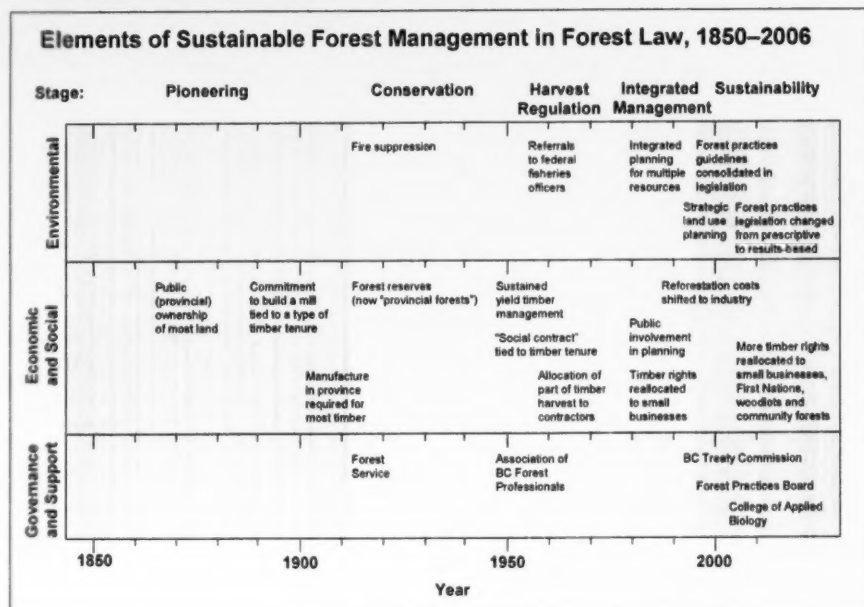 Elements of Sustainable Forest Management in Forest Law, 1850–2006
Stage:
Pioneering
Conservation
Harvest
Regulation
Integrated
Management
Sustainability
Environmental
Fire suppression
Referrals
to federal
fisheries
officers
Integrated
planning
for multiple
resources
Forest practices
guidelines
consolidated in
legislation
Strategic
land use
planning
Forest practices
legislation changed
from prescriptive
to results-based
Economic
and Social
Public
(provincial)
ownership
of most land
Commitment
to build a mill
tied to a type of
timber tenure
Manufacture
in province
required for
most timber
Forest reserves
(now "provincial forests")
Sustained
yield timber
management
"Social contract"
tied to timber tenure
Allocation of
part of timber
harvest to
contractors
Reforestation costs
shifted to industry
Public
involvement
in planning
Timber rights
reallocated
to small
businesses
More timber rights
reallocated to
small businesses,
First Nations,
woodlots and
community forests
Governance
and Support
Forest
Service
Association of
BC Forest
Professionals
BC Treaty Commission
Forest Practices Board
College of Applied
Biology
1850
1900
1950
2000
Year